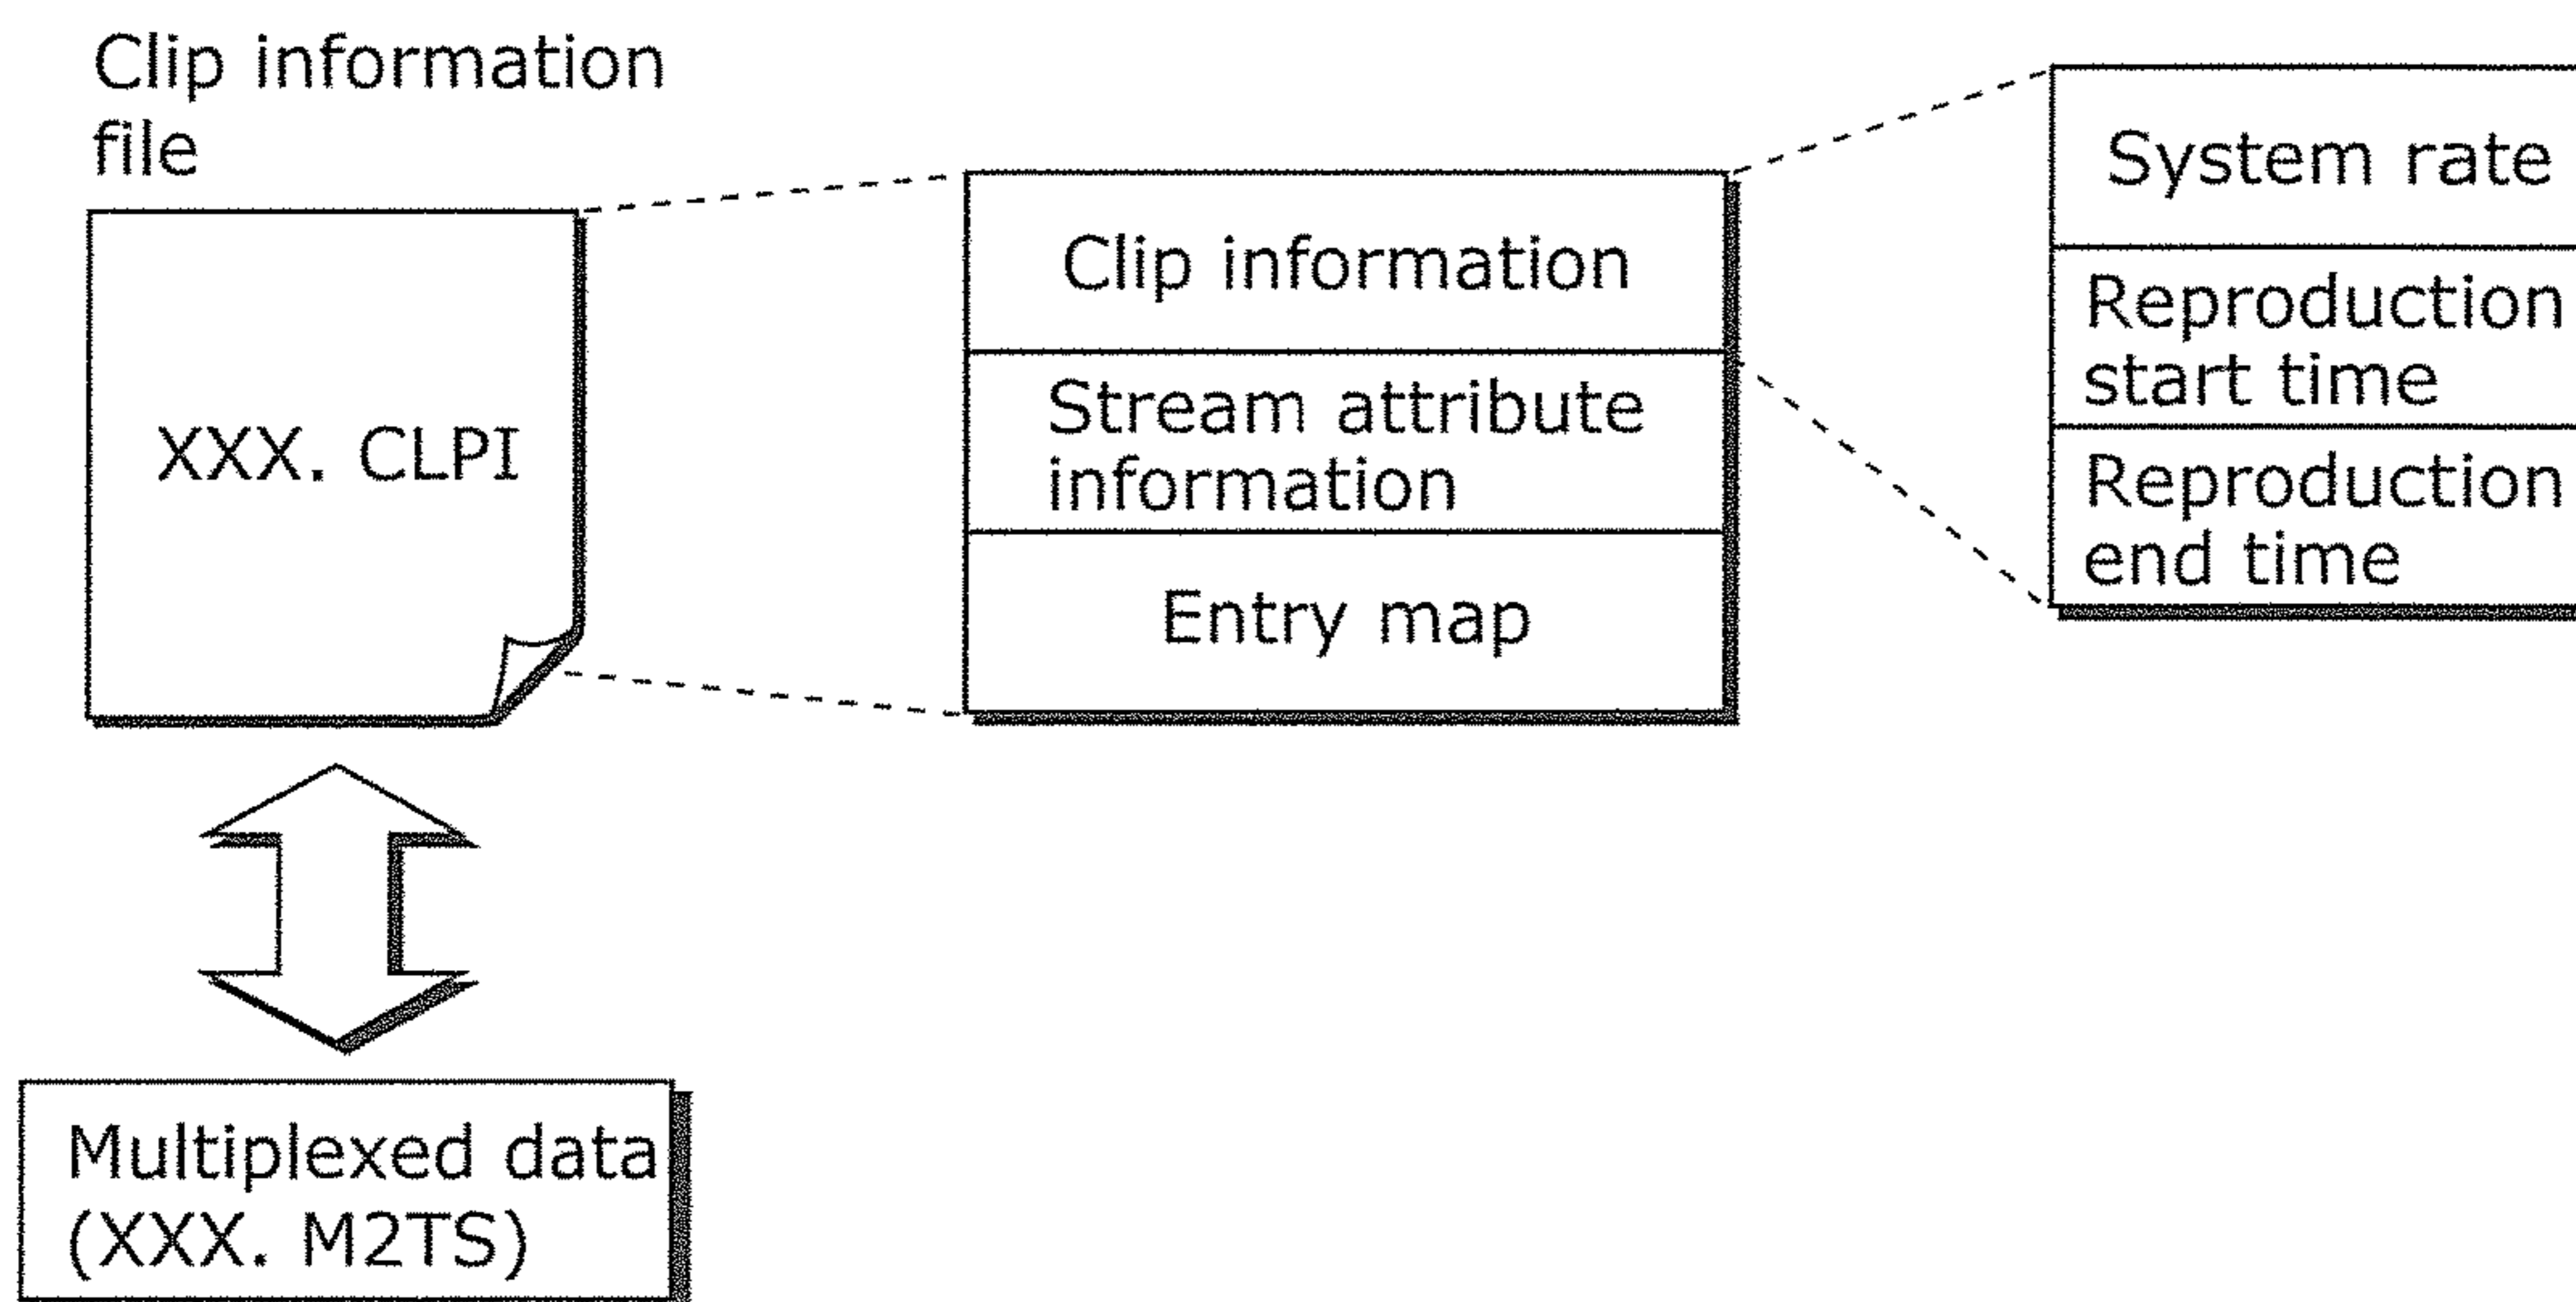 Clip information
file
XXX. CLPI
Clip information
Stream attribute
information
Entry map
System rate
Reproduction
start time
Reproduction
end time
Multiplexed data
(XXX. M2TS)